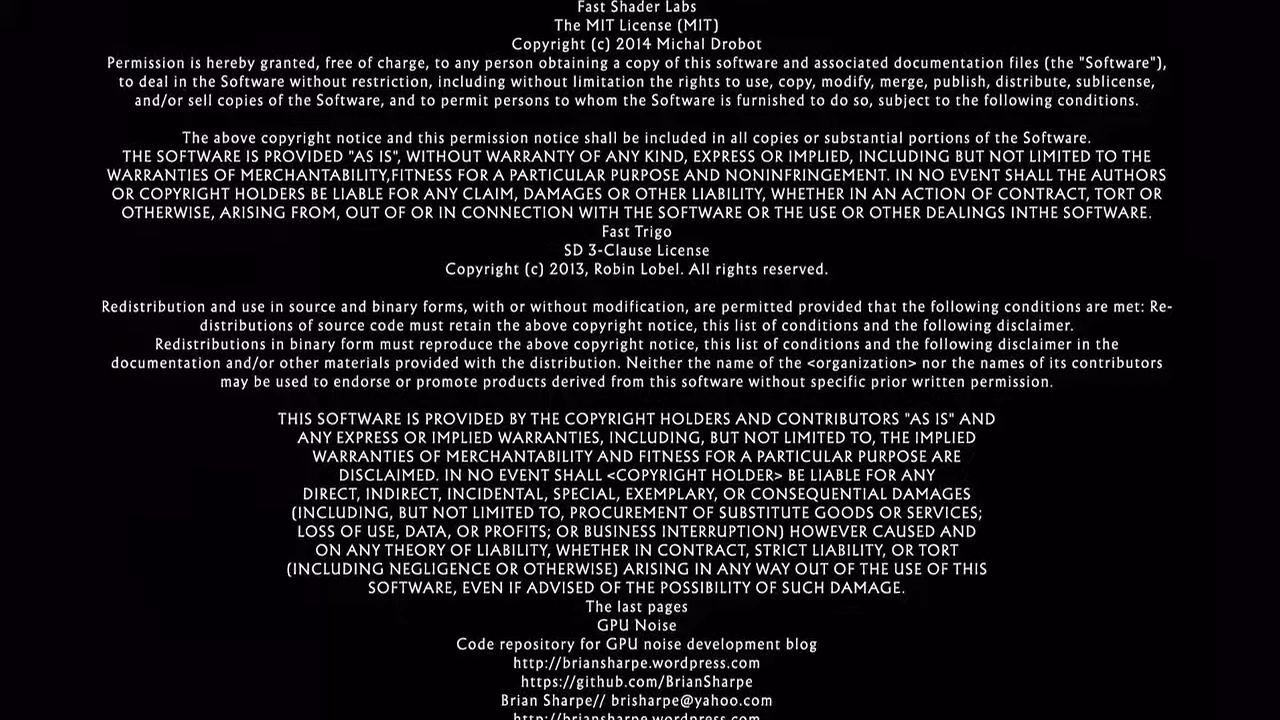 Fast Shader Labs
The MIT License (MIT)
Copyright (c) 2014 Michal Drobot
Permission is hereby granted, free of charge, to any person obtaining a copy of this software and associated documentation files (the "Software"),
to deal in the Software without restriction, including without limitation the rights to use, copy, modify, merge, publish, distribute, sublicense,
and/or sell copies of the Software, and to permit persons to whom the Software is furnished to do so, subject to the following conditions.
The above copyright notice and this permission notice shall be included in all copies or substantial portions of the Software.
THE SOFTWARE IS PROVIDED "AS IS", WITHOUT WARRANTY OF ANY KIND, EXPRESS OR IMPLIED, INCLUDING BUT NOT LIMITED TO THE
WARRANTIES OF MERCHANTABILITY,FITNESS FOR A PARTICULAR PURPOSE AND NONINFRINGEMENT. IN NO EVENT SHALL THE AUTHORS
OR COPYRIGHT HOLDERS BE LIABLE FOR ANY CLAIM, DAMAGES OR OTHER LIABILITY, WHETHER IN AN ACTION OF CONTRACT, TORT OR
OTHERWISE, ARISING FROM, OUT OF OR IN CONNECTION WITH THE SOFTWARE OR THE USE OR OTHER DEALINGS INTHE SOFTWARE.
Fast Trigo
SD 3-Clause License
Copyright (c) 2013, Robin Lobel. All rights reserved.
Redistribution and use in source and binary forms, with or without modification, are permitted provided that the following conditions are met: Re-
distributions of source code must retain the above copyright notice, this list of conditions and the following disclaimer.
Redistributions in binary form must reproduce the above copyright notice, this list of conditions and the following disclaimer in the
documentation and/or other materials provided with the distribution. Neither the name of the <organization> nor the names of its contributors
may be used to endorse or promote products derived from this software without specific prior written permission.
THIS SOFTWARE IS PROVIDED BY THE COPYRIGHT HOLDERS AND CONTRIBUTORS "AS IS" AND
ANY EXPRESS OR IMPLIED WARRANTIES, INCLUDING, BUT NOT LIMITED TO, THE IMPLIED
WARRANTIES OF MERCHANTABILITY AND FITNESS FOR A PARTICULAR PURPOSE ARE
DISCLAIMED. IN NO EVENT SHALL <COPYRIGHT HOLDER> BE LIABLE FOR ANY
DIRECT, INDIRECT, INCIDENTAL, SPECIAL, EXEMPLARY, OR CONSEQUENTIAL DAMAGES
(INCLUDING, BUT NOT LIMITED TO, PROCUREMENT OF SUBSTITUTE GOODS OR SERVICES;
LOSS OF USE, DATA, OR PROFITS; OR BUSINESS INTERRUPTION) HOWEVER CAUSED AND
ON ANY THEORY OF LIABILITY, WHETHER IN CONTRACT, STRICT LIABILITY, OR TORT
(INCLUDING NEGLIGENCE OR OTHERWISE) ARISING IN ANY WAY OUT OF THE USE OF THIS
SOFTWARE, EVEN IF ADVISED OF THE POSSIBILITY OF SUCH DAMAGE.
The last pages
GPU Noise
Code repository for GPU noise development blog
http://briansharpe.wordpress.com
https://github.com/BrianSharpe
Brian Sharpe// brisharpe@yahoo.com
http://briansharpe.wordpress.com